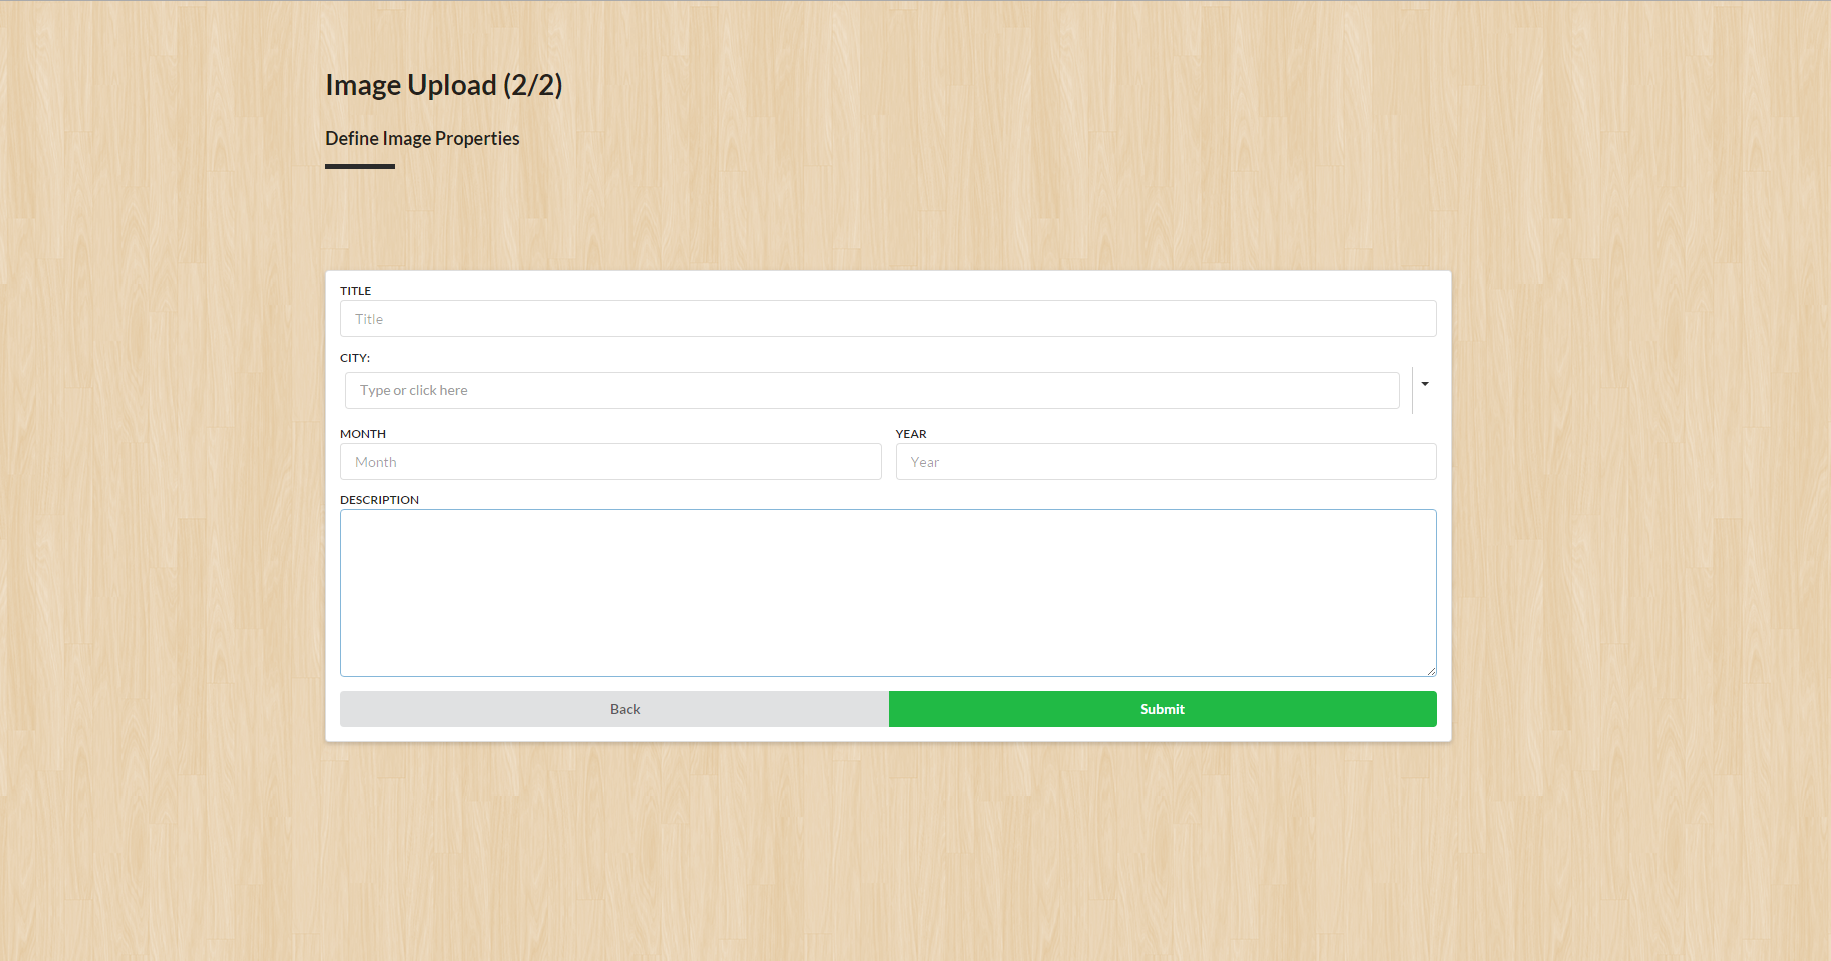 Image Upload (2/2)
Define Image Properties
TITLE
Title
CITY:
Type or click here
MONTH YEAR
Month Year
DESCRIPTION
Back Submit